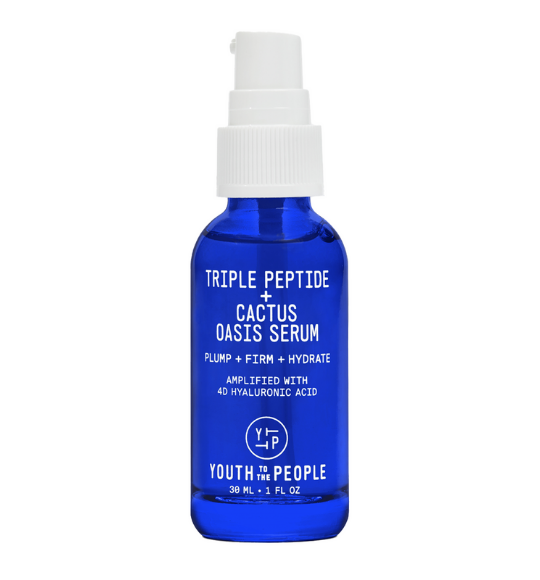 TRIPLE PEPTIDE
+
CACTUS
OASIS SERUM
PLUMP + FIRM + HYDRATE
AMPLIFIED WITH
4D HYALURONIC ACID
Y T T P
YOUTH TO THE PEOPLE
30 ML • 1 FL OZ